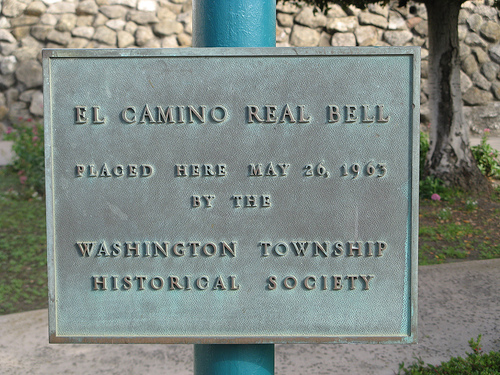 EL CAMINO REAL BELL
PLACED HERE MAY 26, 1963
BY THE
WASHINGTON TOWNSHIP
HISTORICAL SOCIETY